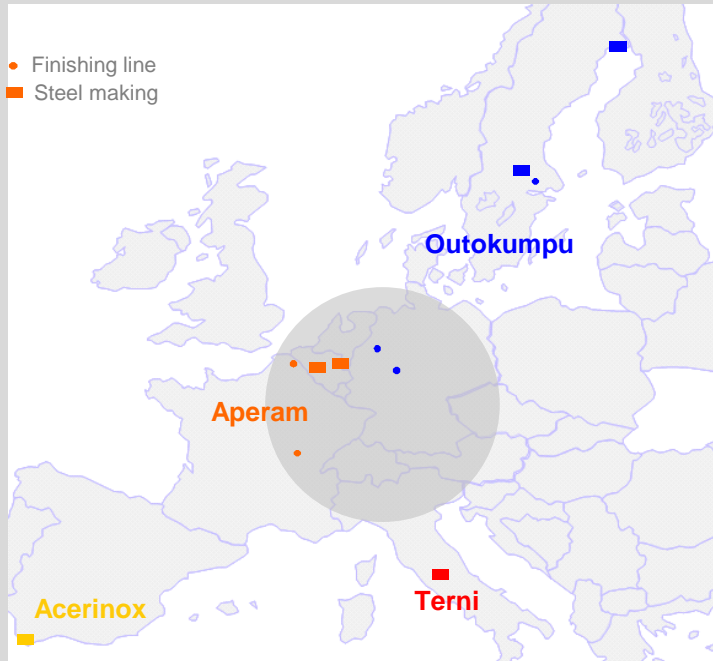 Finishing line
Steel making
Outokumpu
Aperam
Acerinox
Terni